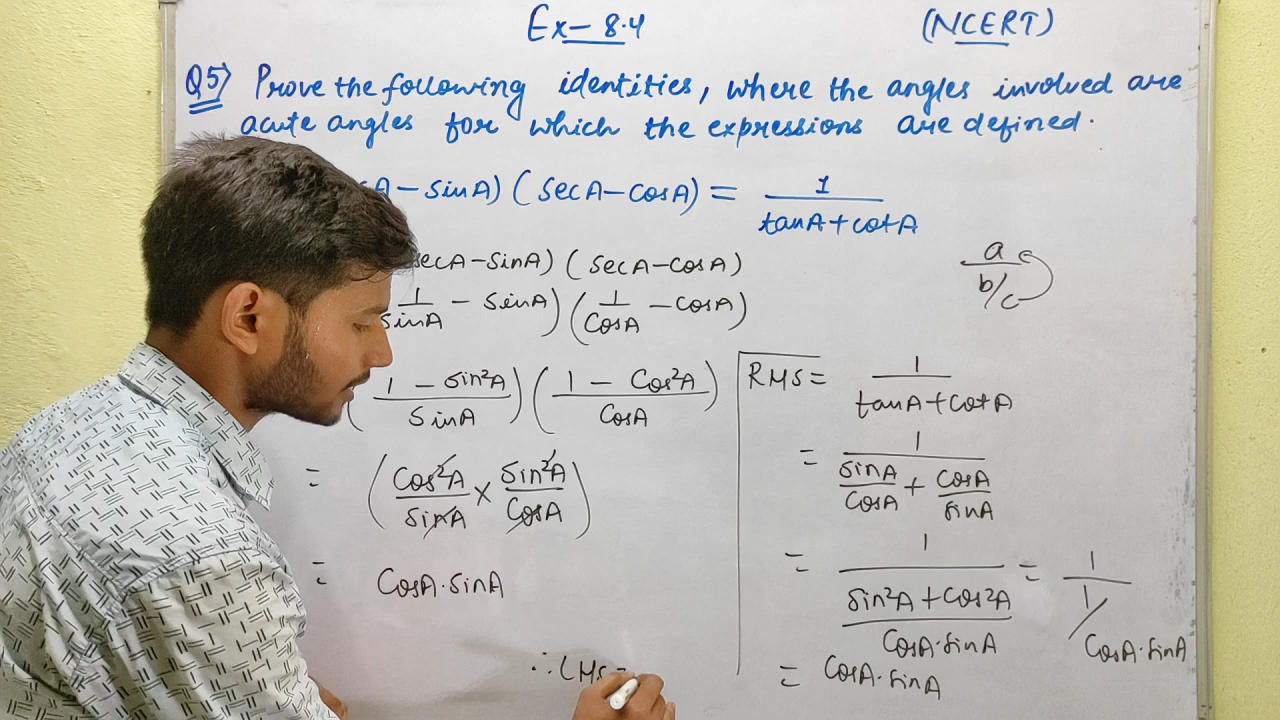 Ex-8.4 (NCERT)
Q5) Prove the following identities, where the angles involved are
acute angles for which the expressions are defined.
A-sinA) (secA-cosA) = 1/(tanA+cotA)
secA-sinA) (secA-cosA)
a/(b/c)
1/sinA - sinA) (1/cosA - cosA)
((1 - sin²A)/sinA) ((1 - cos²A)/cosA)
= (cos²A/sinA × sin²A/cosA)
= cosA·sinA
∴ LHS =
RHS = 1/(tanA+cotA)
= 1/(sinA/cosA + cosA/sinA)
= 1/((sin²A+cos²A)/(cosA·sinA)) = 1/(1/(cosA·sinA))
= cosA·sinA